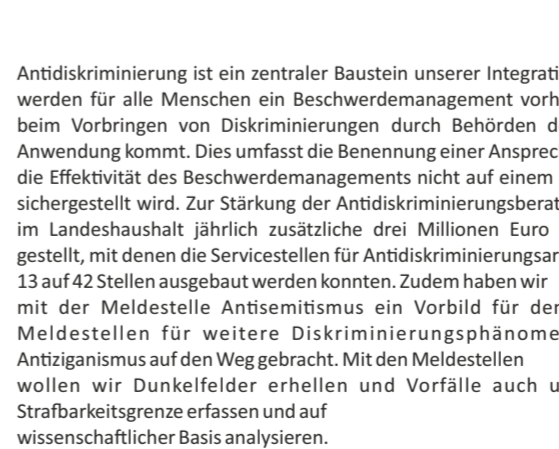 Antidiskriminierung ist ein zentraler Baustein unserer Integrati
werden für alle Menschen ein Beschwerdemanagement vorh
beim Vorbringen von Diskriminierungen durch Behörden d
Anwendung kommt. Dies umfasst die Benennung einer Ansprec
die Effektivität des Beschwerdemanagements nicht auf einem
sichergestellt wird. Zur Stärkung der Antidiskriminierungsberat
im Landeshaushalt jährlich zusätzliche drei Millionen Euro
gestellt, mit denen die Servicestellen für Antidiskriminierungsar
13 auf 42 Stellen ausgebaut werden konnten. Zudem haben wir
mit der Meldestelle Antisemitismus ein Vorbild für der
Meldestellen für weitere Diskriminierungsphänome
Antiziganismus auf den Weg gebracht. Mit den Meldestellen
wollen wir Dunkelfelder erhellen und Vorfälle auch u
Strafbarkeitsgrenze erfassen und auf
wissenschaftlicher Basis analysieren.